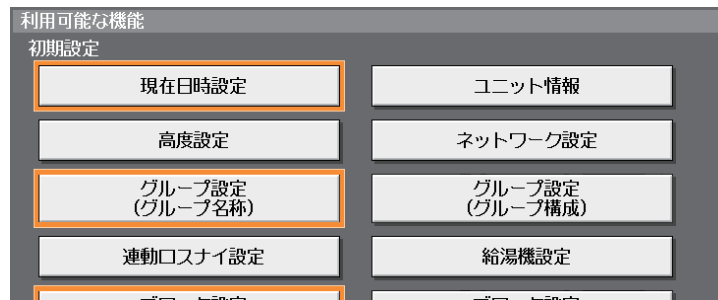 利用可能な機能
初期設定
現在日時設定
ユニット情報
高度設定
ネットワーク設定
グループ設定
(グループ名称)
グループ設定
(グループ構成)
連動ロスナイ設定
給湯機設定